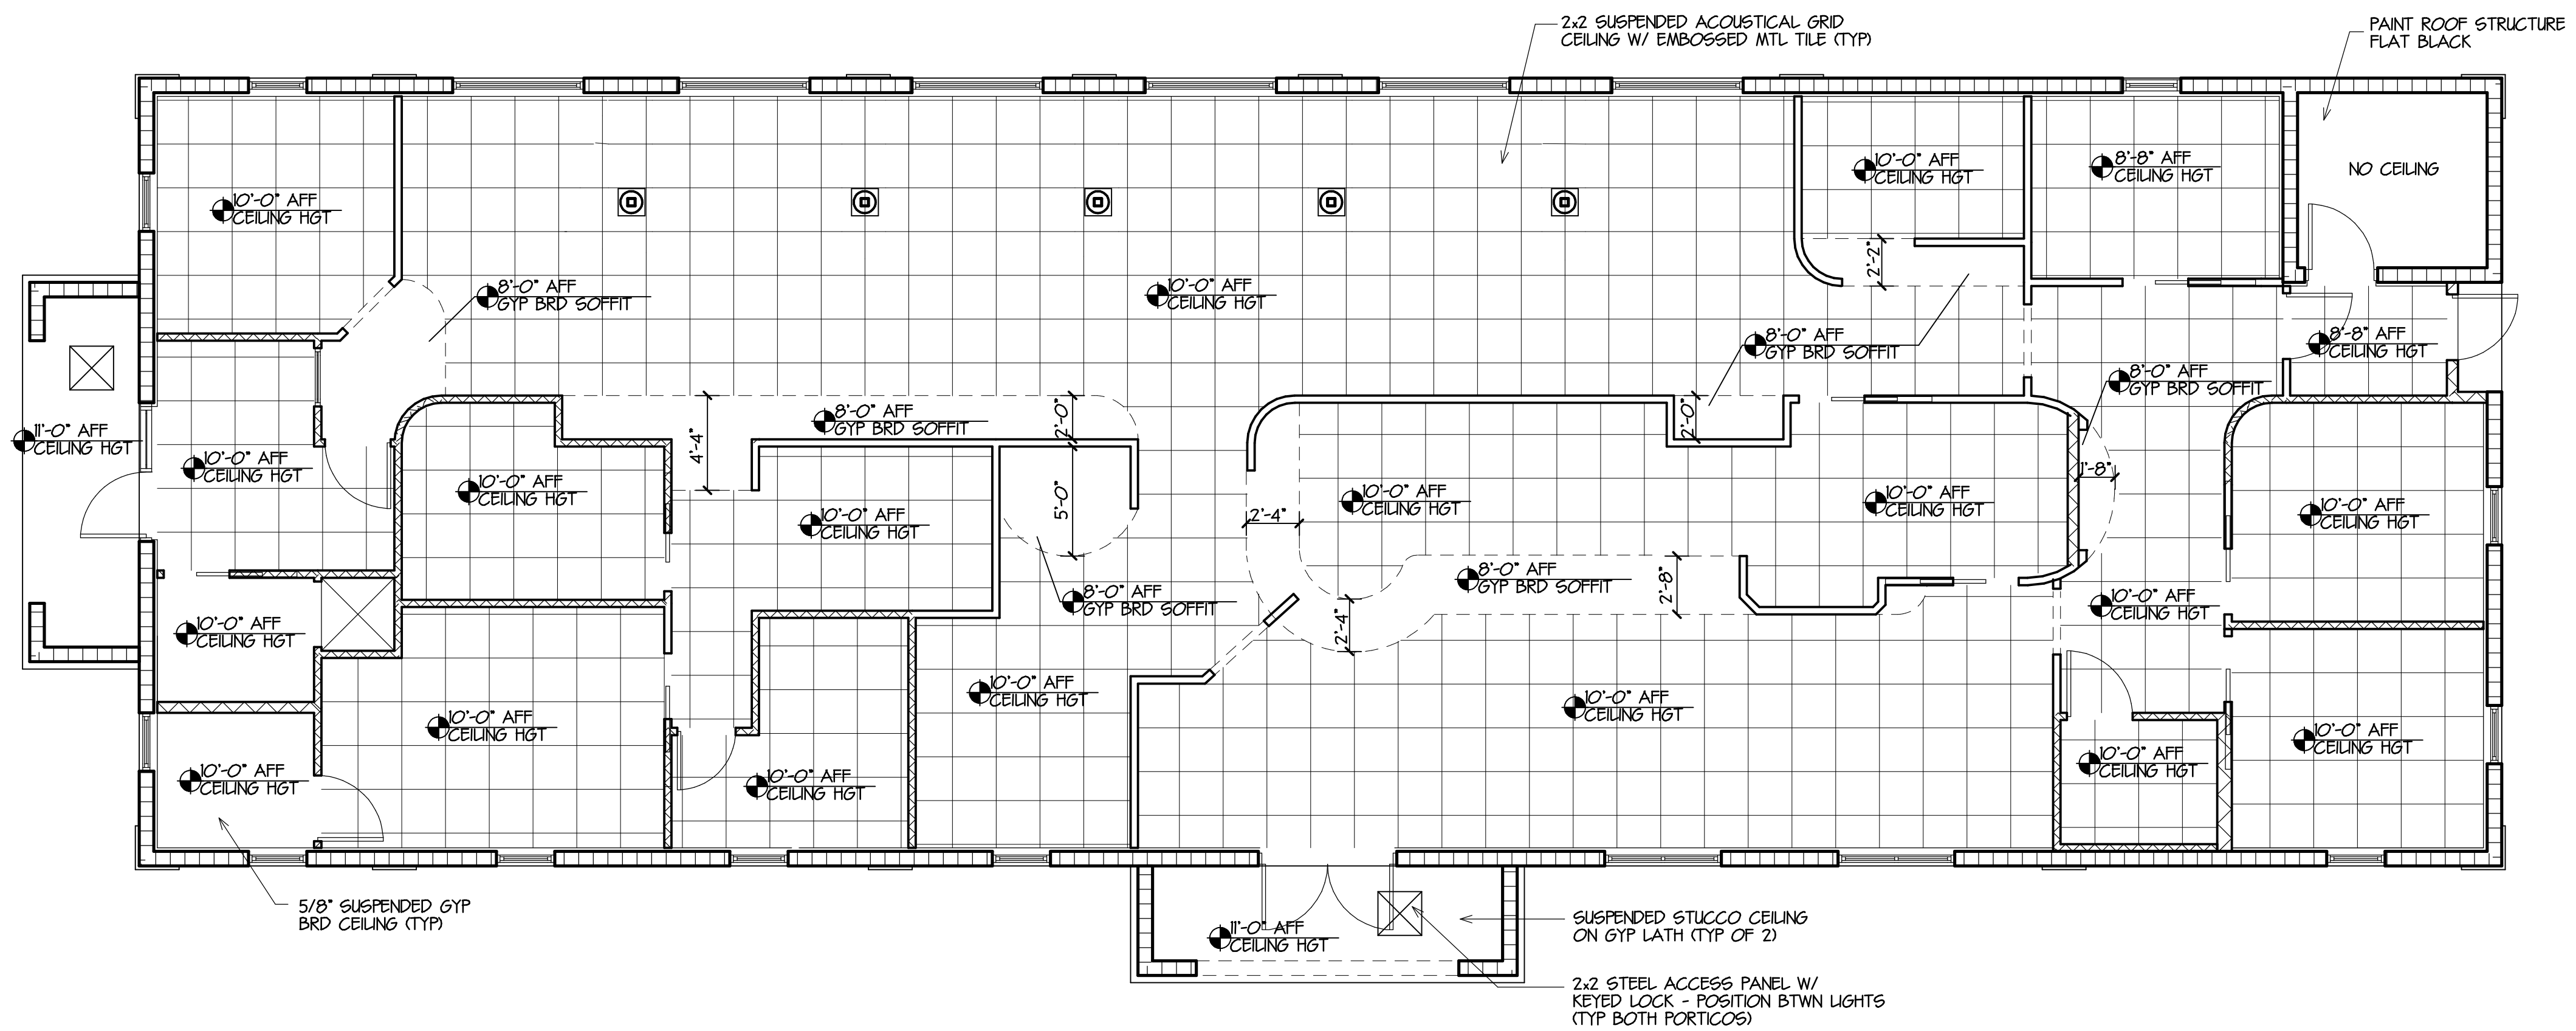 2x2 SUSPENDED ACOUSTICAL GRID
CEILING W/ EMBOSSED MTL TILE (TYP)
PAINT ROOF STRUCTURE
FLAT BLACK
10'-0" AFF
CEILING HGT
10'-0" AFF
CEILING HGT
8'-8" AFF
CEILING HGT
NO CEILING
2'-2"
8'-0" AFF
GYP BRD SOFFIT
10'-0" AFF
CEILING HGT
8'-0" AFF
GYP BRD SOFFIT
8'-8" AFF
CEILING HGT
8'-0" AFF
GYP BRD SOFFIT
11'-0" AFF
CEILING HGT
4'-4"
8'-0" AFF
GYP BRD SOFFIT
2'-0"
2'-0"
10'-0" AFF
CEILING HGT
10'-0" AFF
CEILING HGT
10'-0" AFF
CEILING HGT
5'-0"
2'-4"
10'-0" AFF
CEILING HGT
10'-0" AFF
CEILING HGT
1'-8"
10'-0" AFF
CEILING HGT
8'-0" AFF
GYP BRD SOFFIT
8'-0" AFF
GYP BRD SOFFIT
2'-8"
10'-0" AFF
CEILING HGT
10'-0" AFF
CEILING HGT
2'-4"
10'-0" AFF
CEILING HGT
10'-0" AFF
CEILING HGT
10'-0" AFF
CEILING HGT
10'-0" AFF
CEILING HGT
10'-0" AFF
CEILING HGT
10'-0" AFF
CEILING HGT
10'-0" AFF
CEILING HGT
5/8" SUSPENDED GYP
BRD CEILING (TYP)
11'-0" AFF
CEILING HGT
SUSPENDED STUCCO CEILING
ON GYP LATH (TYP OF 2)
2x2 STEEL ACCESS PANEL W/
KEYED LOCK - POSITION BTWN LIGHTS
(TYP BOTH PORTICOS)